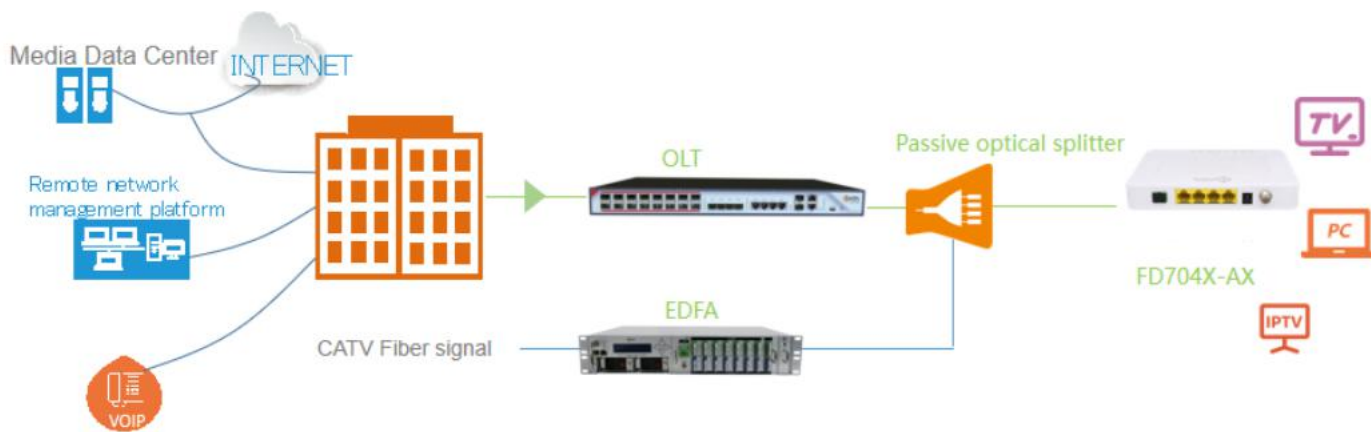 Media Data Center
INTERNET
Remote network
management platform
VOIP
OLT
Passive optical splitter
TV
PC
FD704X-AX
IPTV
EDFA
CATV Fiber signal